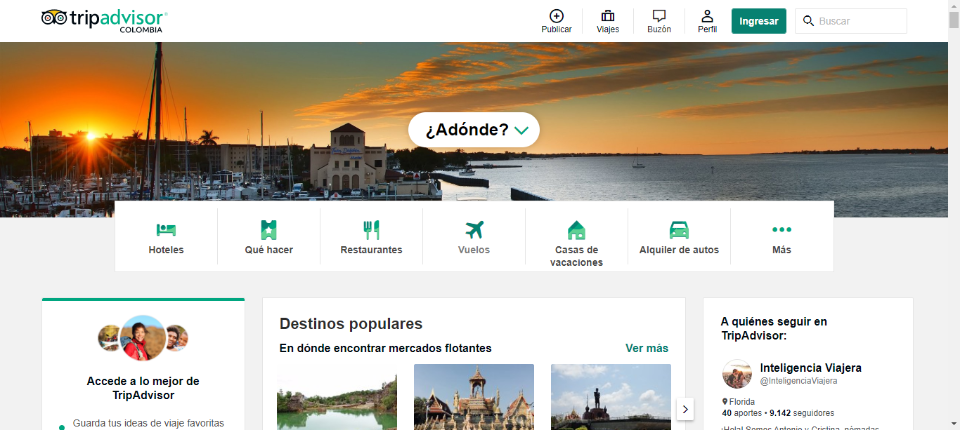 tripadvisor®
COLOMBIA
Publicar
Viajes
Buzón
Perfil
Ingresar
Buscar
¿Adónde?
Hoteles
Qué hacer
Restaurantes
Vuelos
Casas de
vacaciones
Alquiler de autos
Más
Accede a lo mejor de
TripAdvisor
Guarda tus ideas de viaje favoritas
Destinos populares
En dónde encontrar mercados flotantes
Ver más
A quiénes seguir en
TripAdvisor:
Inteligencia Viajera
@InteligenciaViajera
Florida
40 aportes • 9.142 seguidores
¡Hola! Somos Antonio y Cristina, nómadas